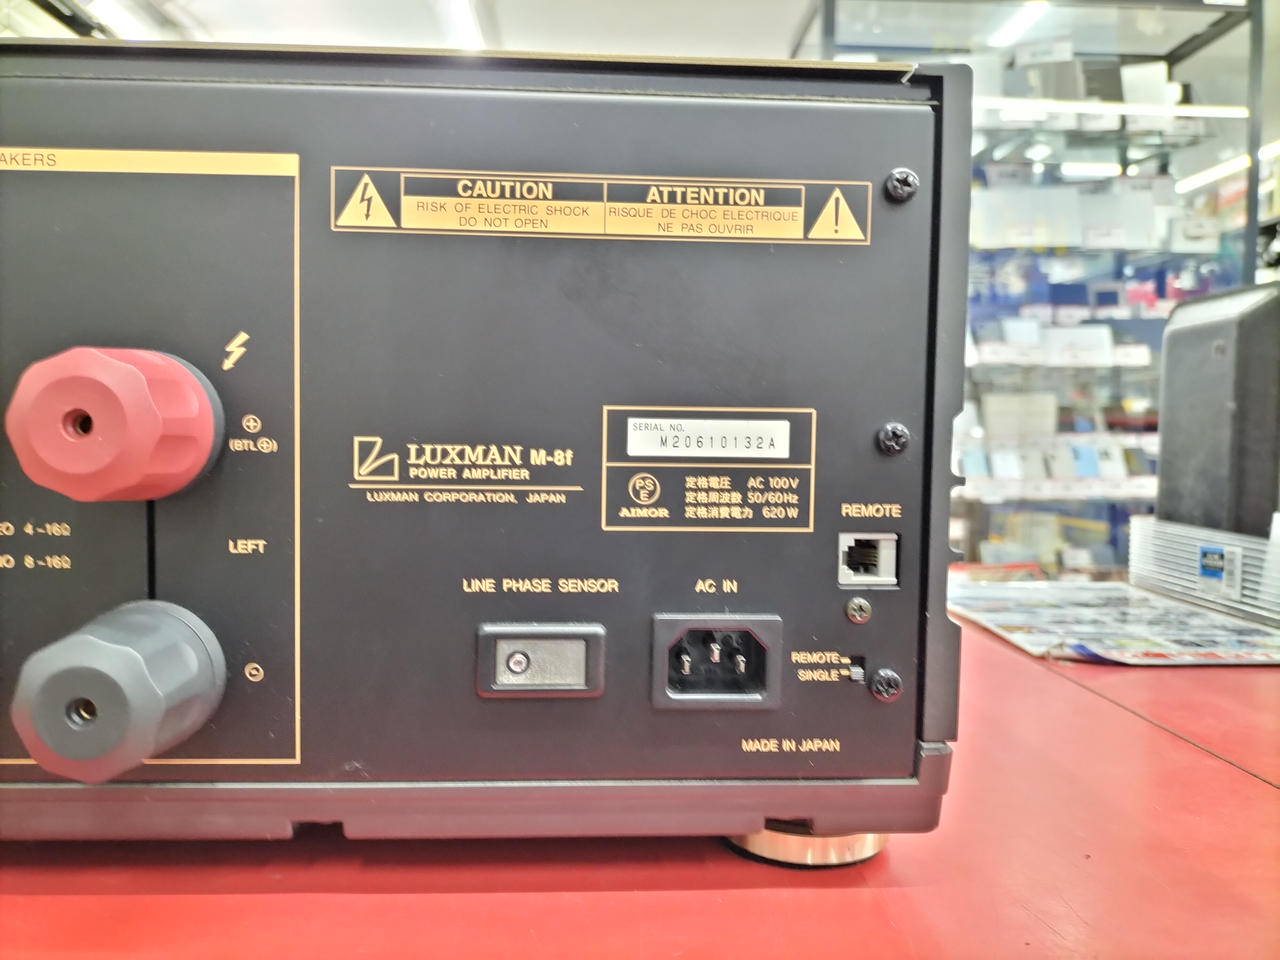 AKERS
CAUTION
RISK OF ELECTRIC SHOCK
DO NOT OPEN
ATTENTION
RISQUE DE CHOC ELECTRIQUE
NE PAS OUVRIR
(BTL⊕)
4-16Ω
8-16Ω
LEFT
LUXMAN M-8f
POWER AMPLIFIER
LUXMAN CORPORATION, JAPAN
SERIAL NO.
M20610132A
PSE
AIMOR
定格電圧 AC 100V
定格周波数 50/60Hz
定格消費電力 620W
REMOTE
LINE PHASE SENSOR
AC IN
REMOTE
SINGLE
MADE IN JAPAN